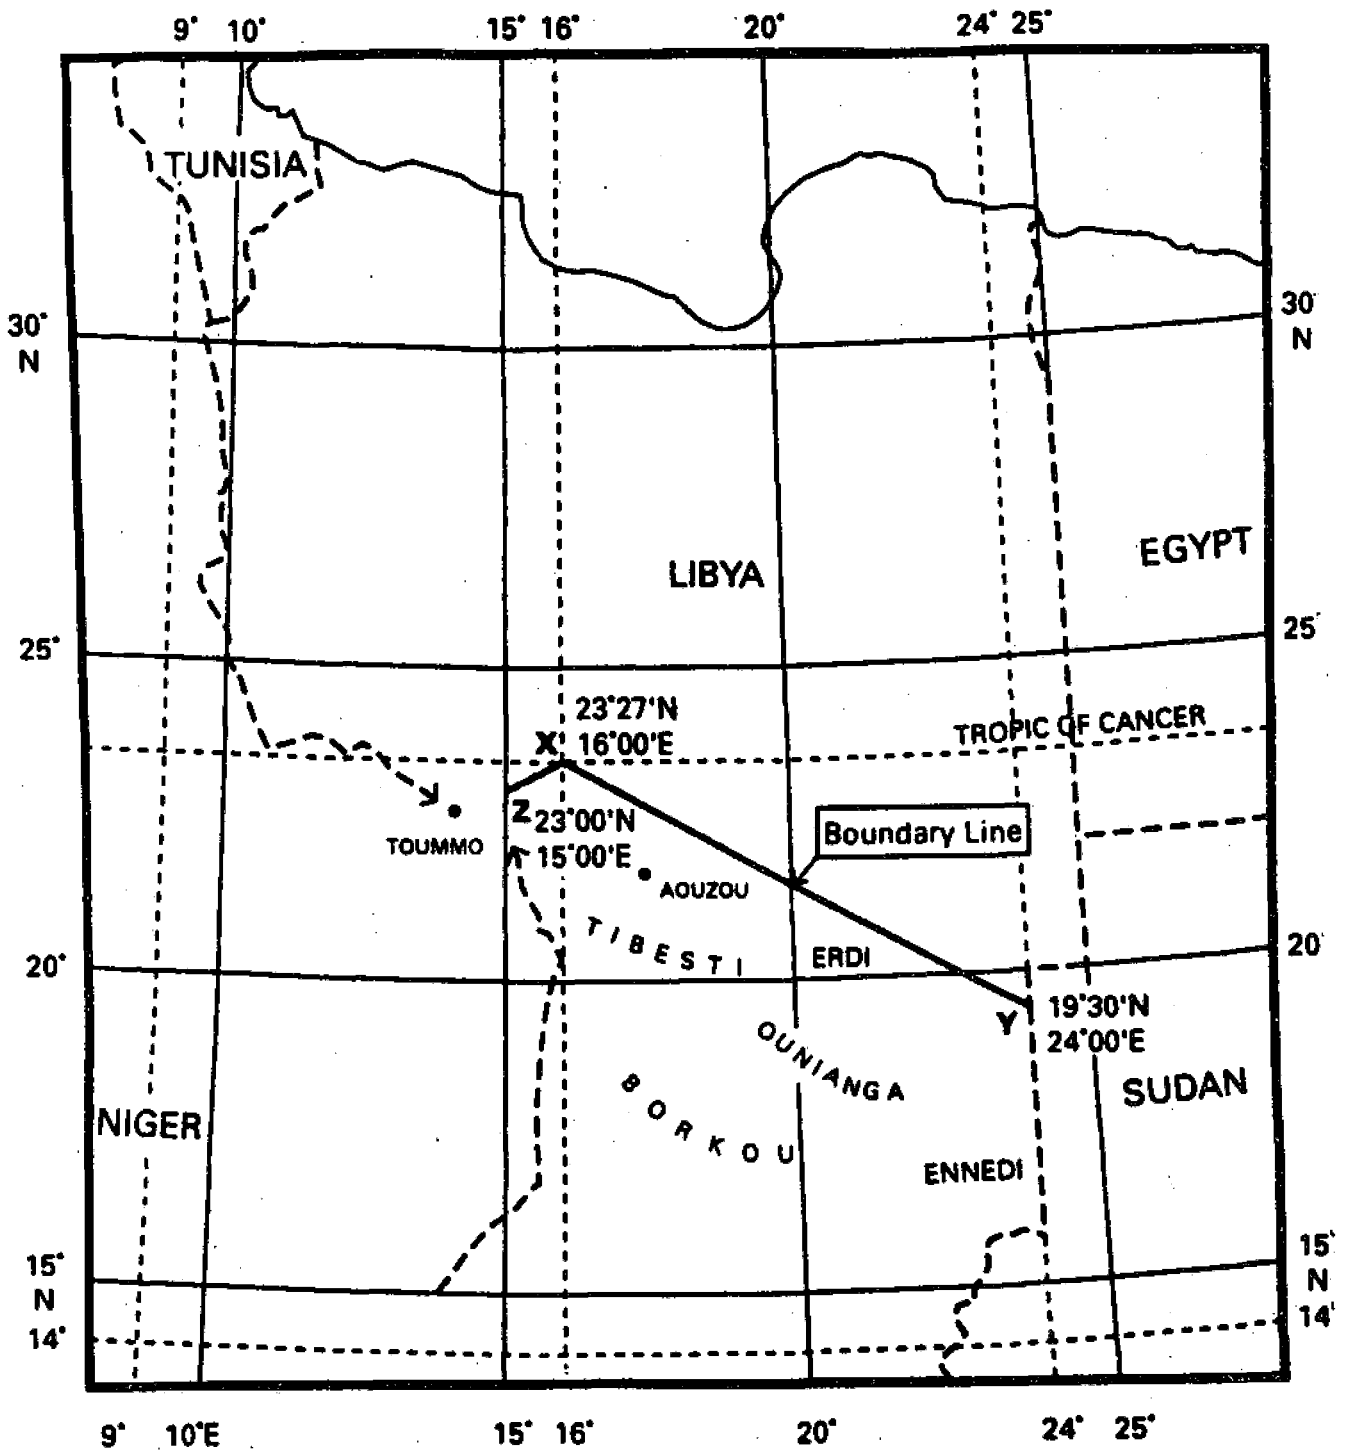 9° 10° 15° 16° 20° 24° 25°
TUNISIA
30° 30
N N
EGYPT
LIBYA
25° 25
23°27'N
TROPIC OF CANCER
X 16°00'E
Z 23°00'N
Boundary Line
TOUMMO
15°00'E
AOUZOU
TIBESTI
ERDI
20° 20
19°30'N
Y
24°00'E
OUNIANGA
BORKOU
SUDAN
NIGER
ENNEDI
15° 15
N N
14° 14
9° 10°E 15° 16° 20° 24° 25°